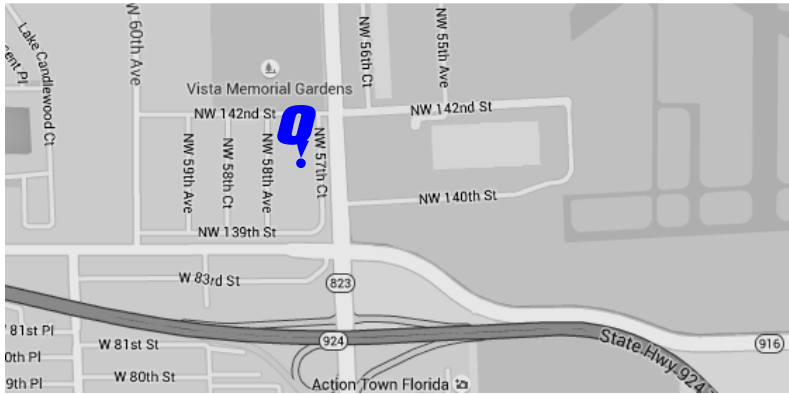 W 60th Ave
NW 56th Ct
NW 55th Ave
Lake Candlewood Ct
ent Pl
Vista Memorial Gardens
NW 142nd St
NW 142nd St
Q
NW 59th Ave
NW 58th Ct
NW 58th Ave
NW 57th Ct
NW 140th St
NW 139th St
W 83rd St
823
81st Pl
W 81st St
924
State Hwy 924 T
916
0th Pl
9th Pl
W 80th St
Action Town Florida